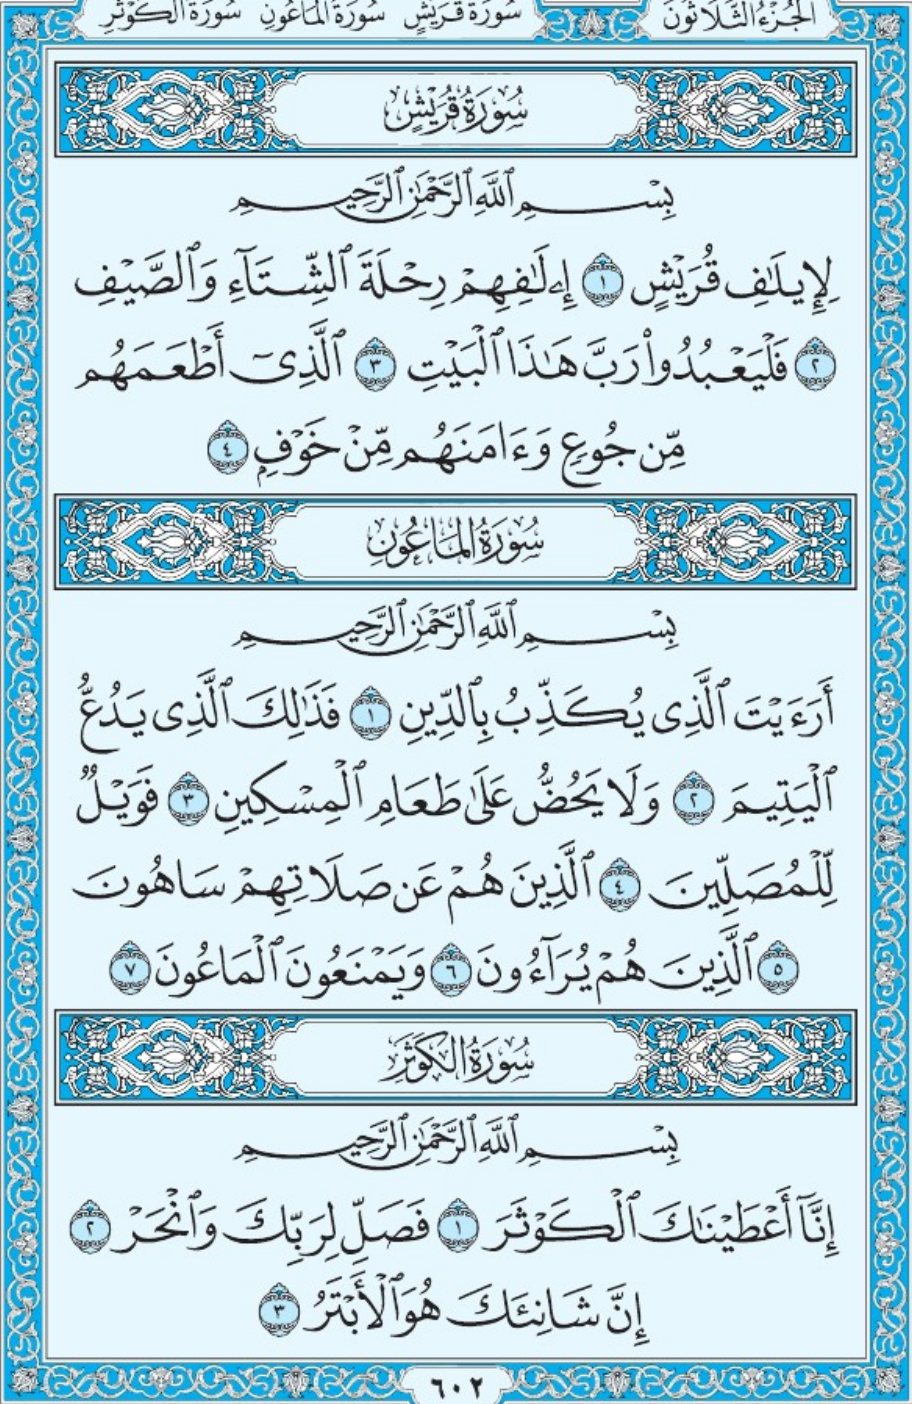 الجُزْءُ الثَّلَاثُونَ سُورَةُ قُرَيْشٍ سُورَةُ المَاعُونِ سُورَةُ الكَوْثَرِ
سُورَةُ قُرَيْشٍ
بِسْمِ ٱللَّهِ ٱلرَّحْمَٰنِ ٱلرَّحِيمِ
لِإِيلَٰفِ قُرَيْشٍ ١ إِۦلَٰفِهِمْ رِحْلَةَ ٱلشِّتَآءِ وَٱلصَّيْفِ
٢ فَلْيَعْبُدُوا۟ رَبَّ هَٰذَا ٱلْبَيْتِ ٣ ٱلَّذِىٓ أَطْعَمَهُم
مِّن جُوعٍ وَءَامَنَهُم مِّنْ خَوْفٍۭ ٤
سُورَةُ المَاعُونِ
بِسْمِ ٱللَّهِ ٱلرَّحْمَٰنِ ٱلرَّحِيمِ
أَرَءَيْتَ ٱلَّذِى يُكَذِّبُ بِٱلدِّينِ ١ فَذَٰلِكَ ٱلَّذِى يَدُعُّ
ٱلْيَتِيمَ ٢ وَلَا يَحُضُّ عَلَىٰ طَعَامِ ٱلْمِسْكِينِ ٣ فَوَيْلٌ
لِّلْمُصَلِّينَ ٤ ٱلَّذِينَ هُمْ عَن صَلَاتِهِمْ سَاهُونَ
٥ ٱلَّذِينَ هُمْ يُرَآءُونَ ٦ وَيَمْنَعُونَ ٱلْمَاعُونَ ٧
سُورَةُ الكَوْثَرِ
بِسْمِ ٱللَّهِ ٱلرَّحْمَٰنِ ٱلرَّحِيمِ
إِنَّآ أَعْطَيْنَٰكَ ٱلْكَوْثَرَ ١ فَصَلِّ لِرَبِّكَ وَٱنْحَرْ ٢
إِنَّ شَانِئَكَ هُوَ ٱلْأَبْتَرُ ٣
٦٠٢